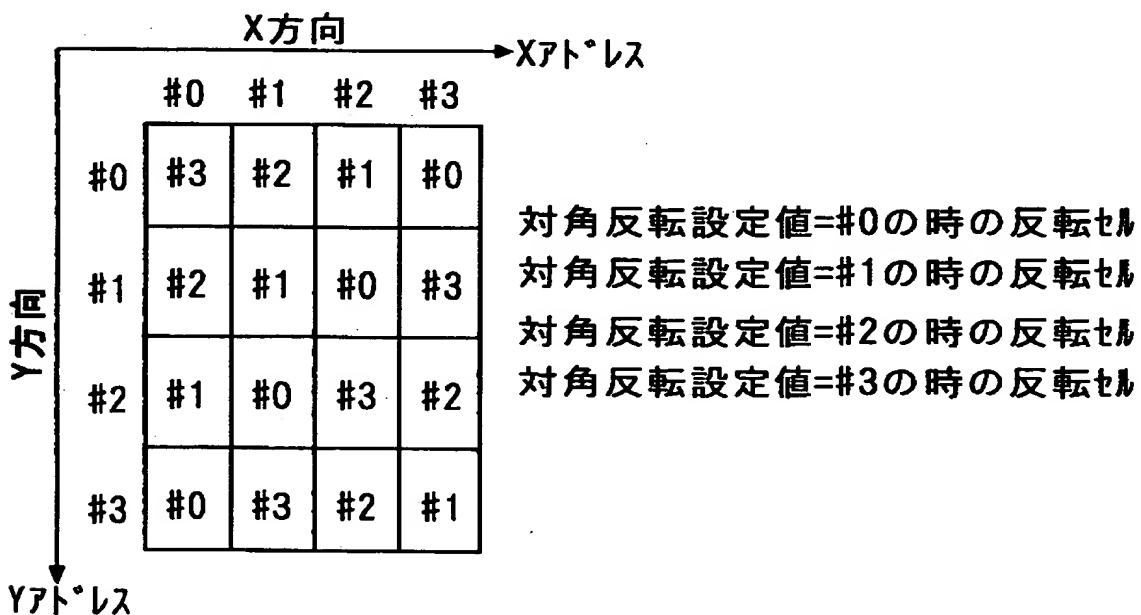 X方向
Xアドレス
#0 #1 #2 #3
#0 #3 #2 #1 #0
#1 #2 #1 #0 #3
#2 #1 #0 #3 #2
#3 #0 #3 #2 #1
Y方向
Yアドレス
対角反転設定値=#0の時の反転セル
対角反転設定値=#1の時の反転セル
対角反転設定値=#2の時の反転セル
対角反転設定値=#3の時の反転セル